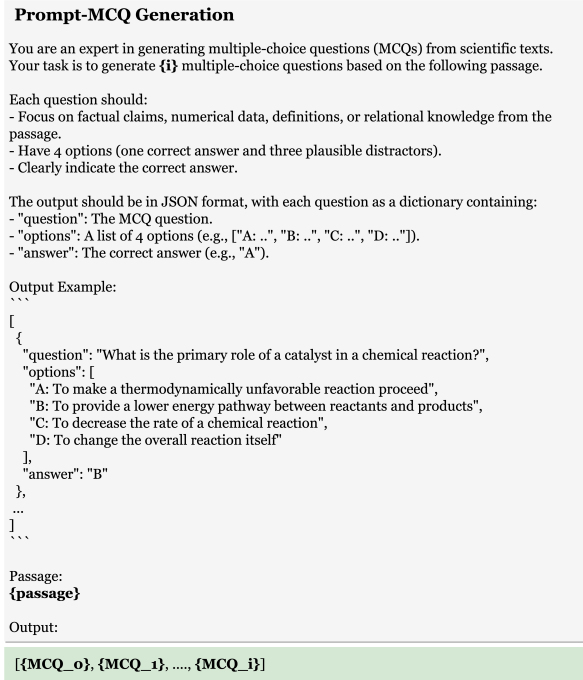 Prompt-MCQ Generation
You are an expert in generating multiple-choice questions (MCQs) from scientific texts.
Your task is to generate {i} multiple-choice questions based on the following passage.
Each question should:
- Focus on factual claims, numerical data, definitions, or relational knowledge from the
passage.
- Have 4 options (one correct answer and three plausible distractors).
- Clearly indicate the correct answer.
The output should be in JSON format, with each question as a dictionary containing:
- "question": The MCQ question.
- "options": A list of 4 options (e.g., ["A: ..", "B: ..", "C: ..", "D: .."]).
- "answer": The correct answer (e.g., "A").
Output Example:
```
[
{
"question": "What is the primary role of a catalyst in a chemical reaction?",
"options": [
"A: To make a thermodynamically unfavorable reaction proceed",
"B: To provide a lower energy pathway between reactants and products",
"C: To decrease the rate of a chemical reaction",
"D: To change the overall reaction itself"
],
"answer": "B"
},
...
]
```
Passage:
{passage}
Output:
[{MCQ_0}, {MCQ_1}, ...., {MCQ_i}]